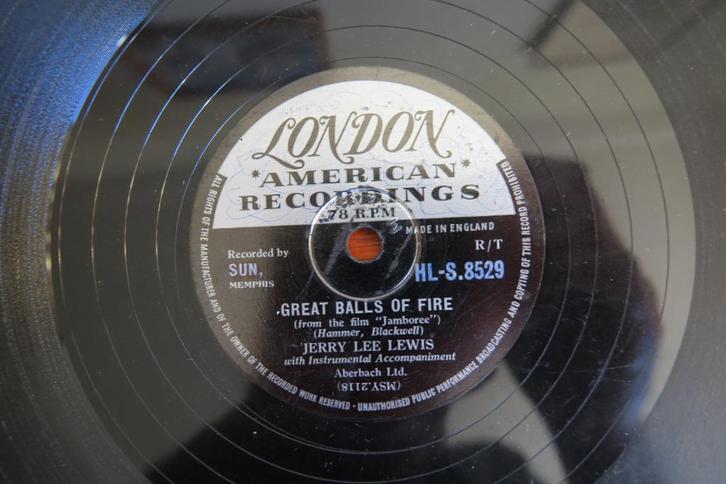 LONDON
*AMERICAN*
RECORDINGS
78 R.P.M
MADE IN ENGLAND
R/T
Recorded by
SUN,
MEMPHIS
HL-S.8529
GREAT BALLS OF FIRE
(from the film "Jamboree")
(Hammer, Blackwell)
JERRY LEE LEWIS
with Instrumental Accompaniment
Aberbach Ltd.
(MSY.2118)
ALL RIGHTS OF THE MANUFACTURER AND OF THE OWNER OF THE RECORDED WORK RESERVED · UNAUTHORISED PUBLIC PERFORMANCE BROADCASTING AND COPYING OF THIS RECORD PROHIBITED